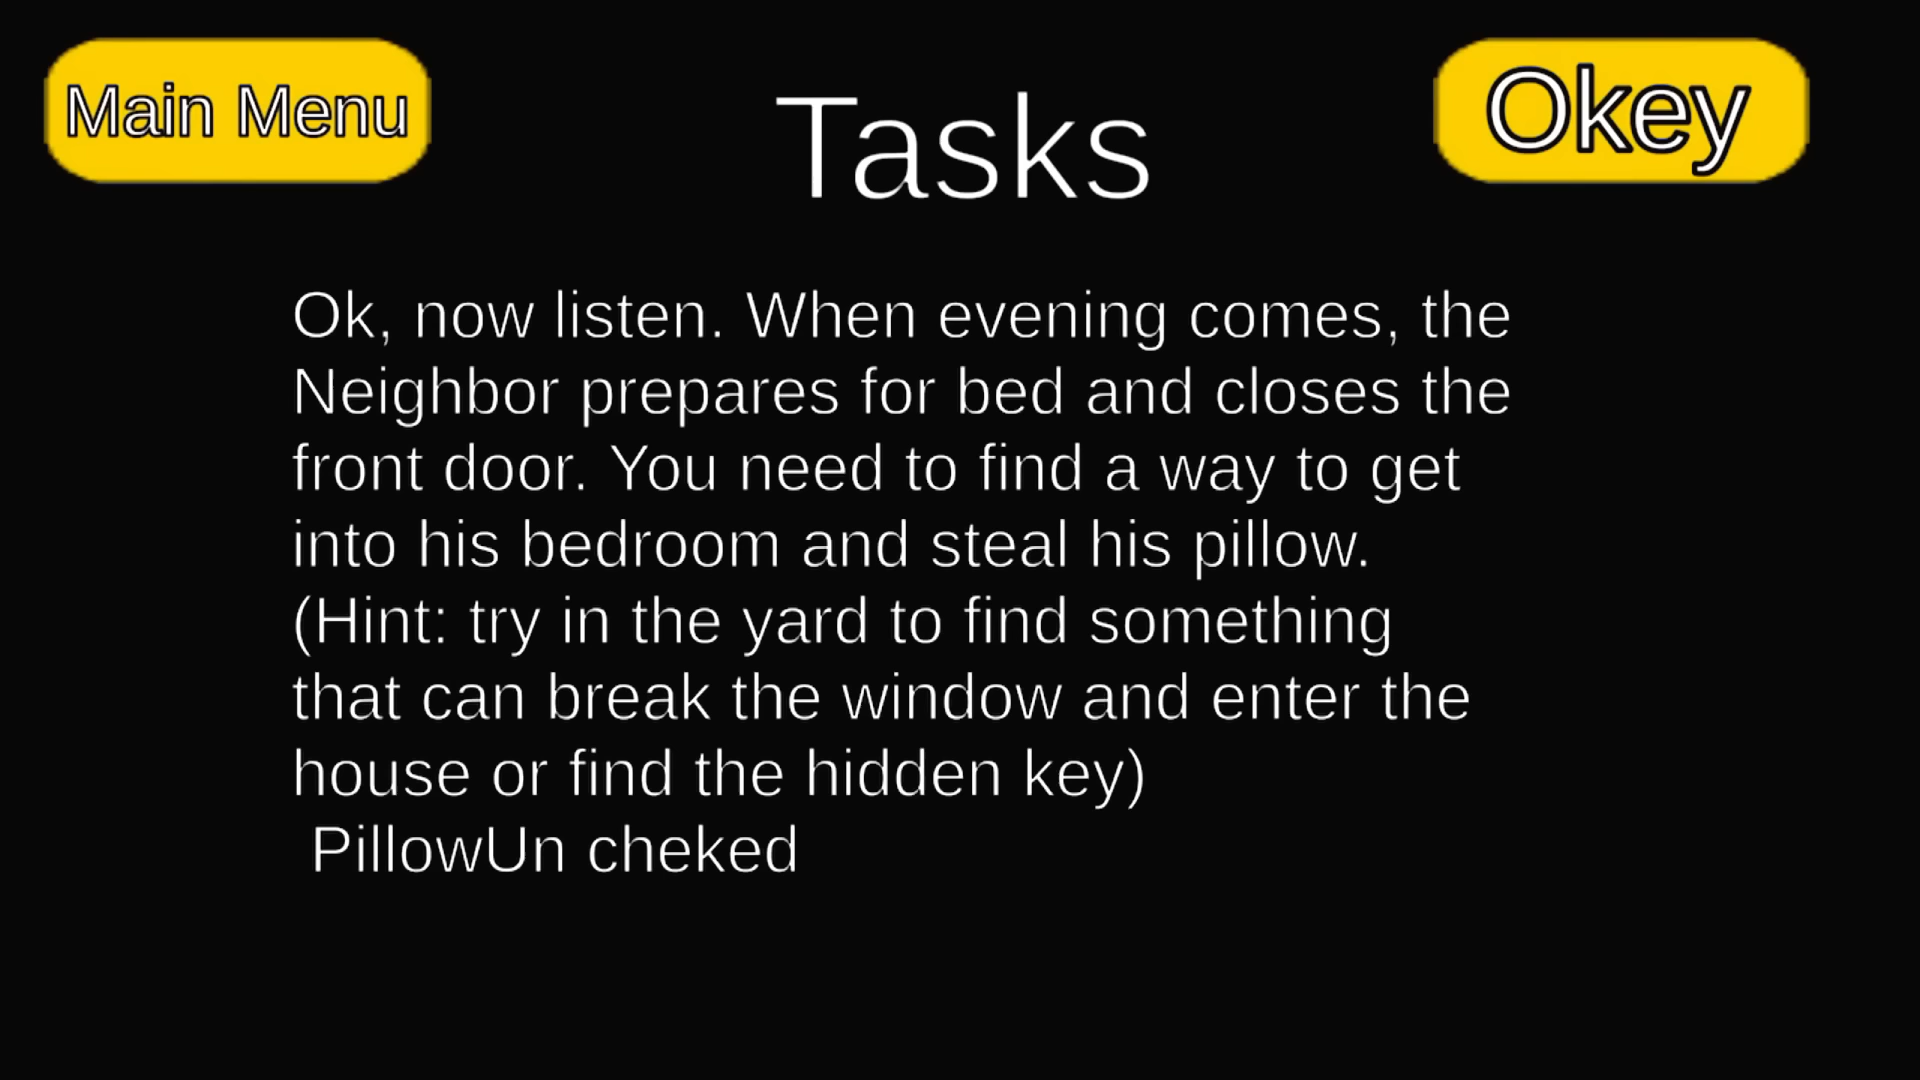 Main Menu
Tasks
Okey
Ok, now listen. When evening comes, the
Neighbor prepares for bed and closes the
front door. You need to find a way to get
into his bedroom and steal his pillow.
(Hint: try in the yard to find something
that can break the window and enter the
house or find the hidden key)
PillowUn cheked